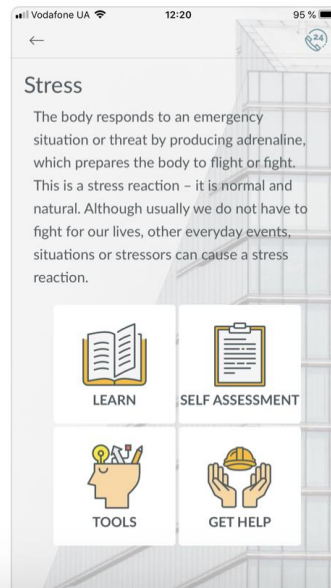 Vodafone UA 12:20 95 %
24
Stress
The body responds to an emergency
situation or threat by producing adrenaline,
which prepares the body to flight or fight.
This is a stress reaction – it is normal and
natural. Although usually we do not have to
fight for our lives, other everyday events,
situations or stressors can cause a stress
reaction.
LEARN SELF ASSESSMENT
TOOLS GET HELP